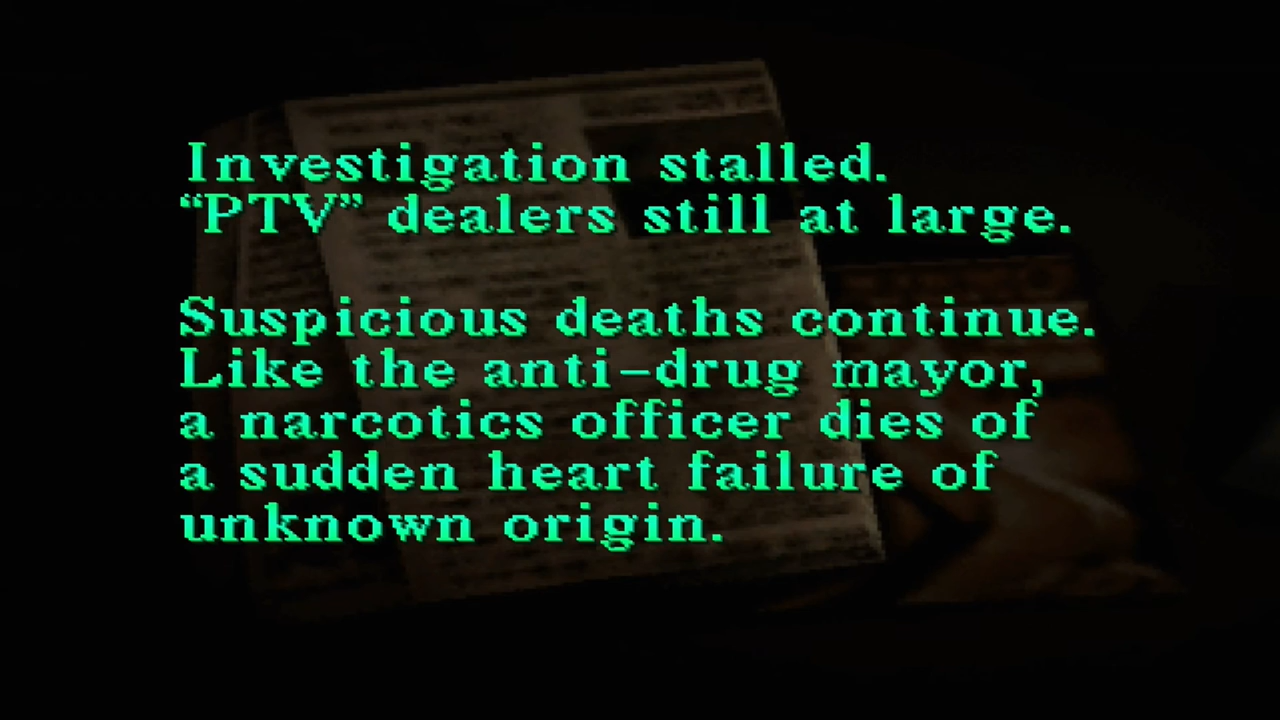 Investigation stalled.
“PTV” dealers still at large.
Suspicious deaths continue.
Like the anti-drug mayor,
a narcotics officer dies of
a sudden heart failure of
unknown origin.